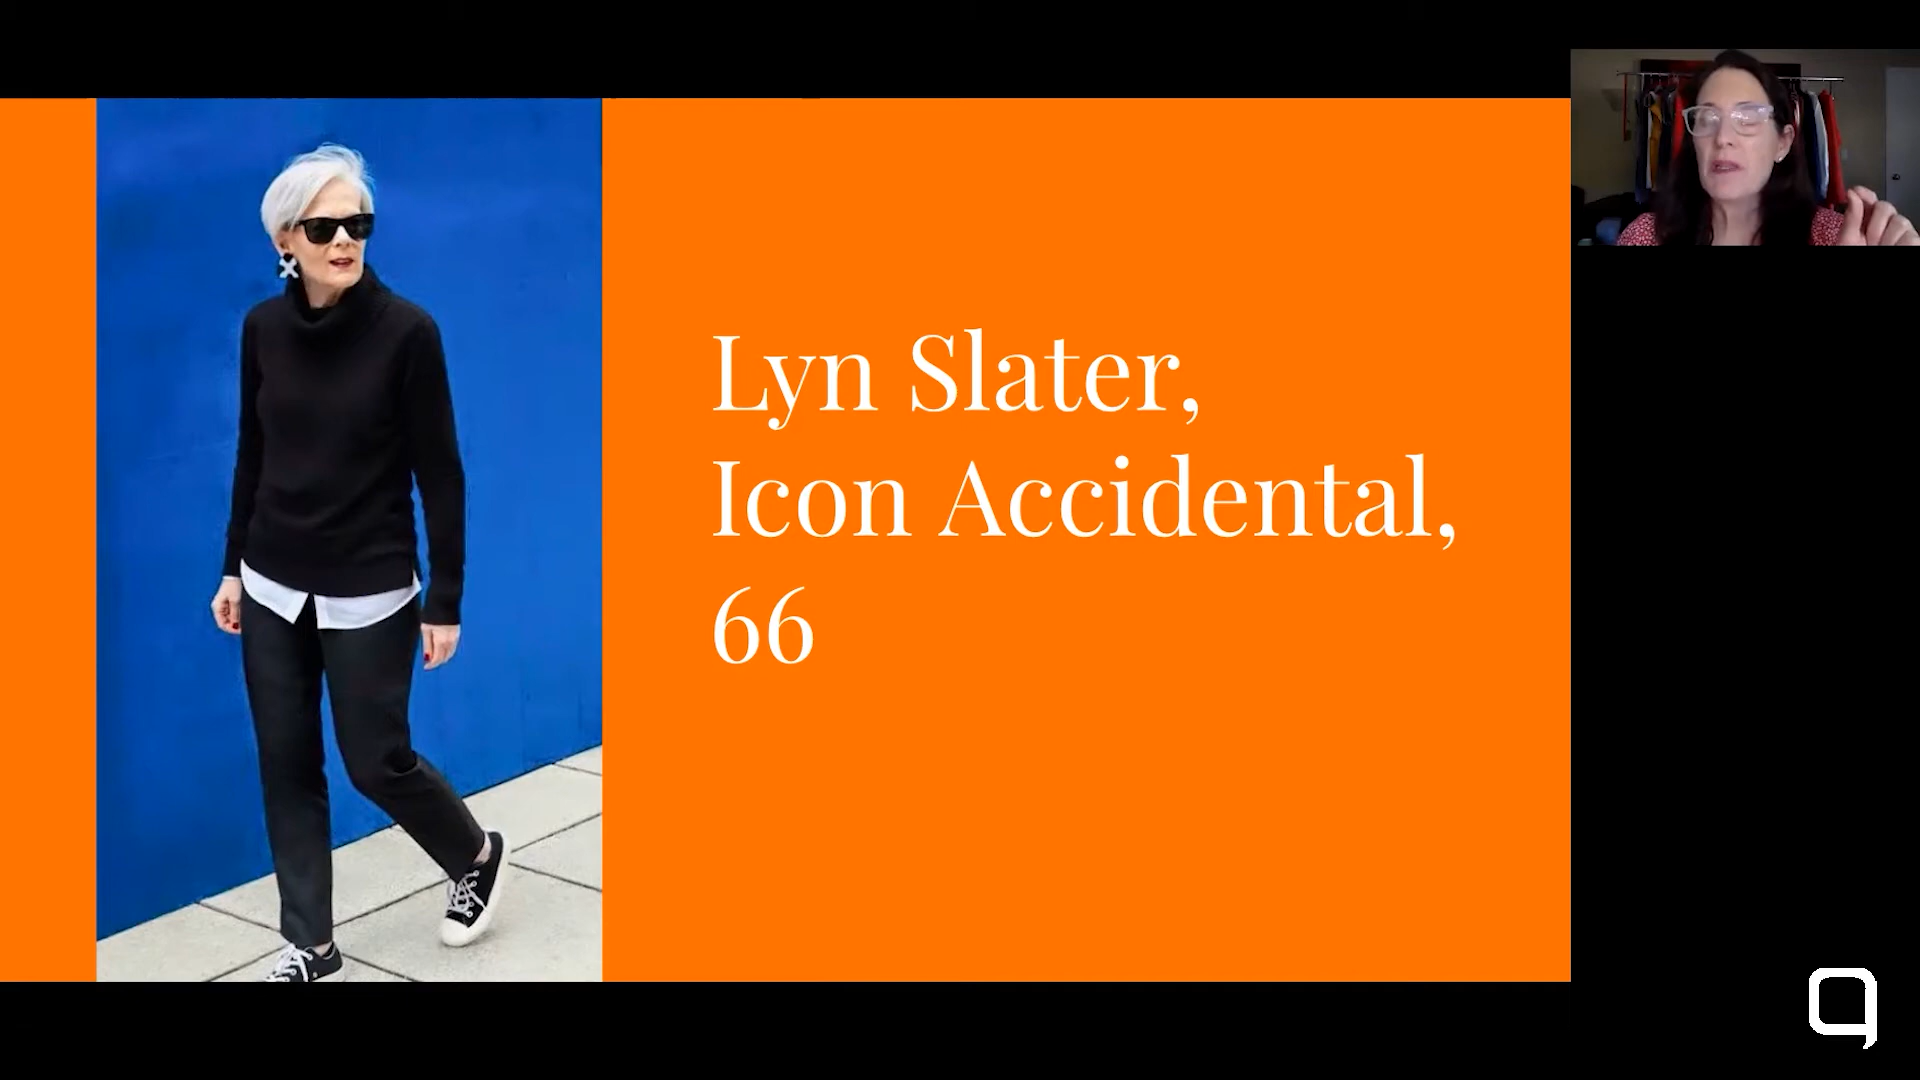 Lyn Slater,
Icon Accidental,
66